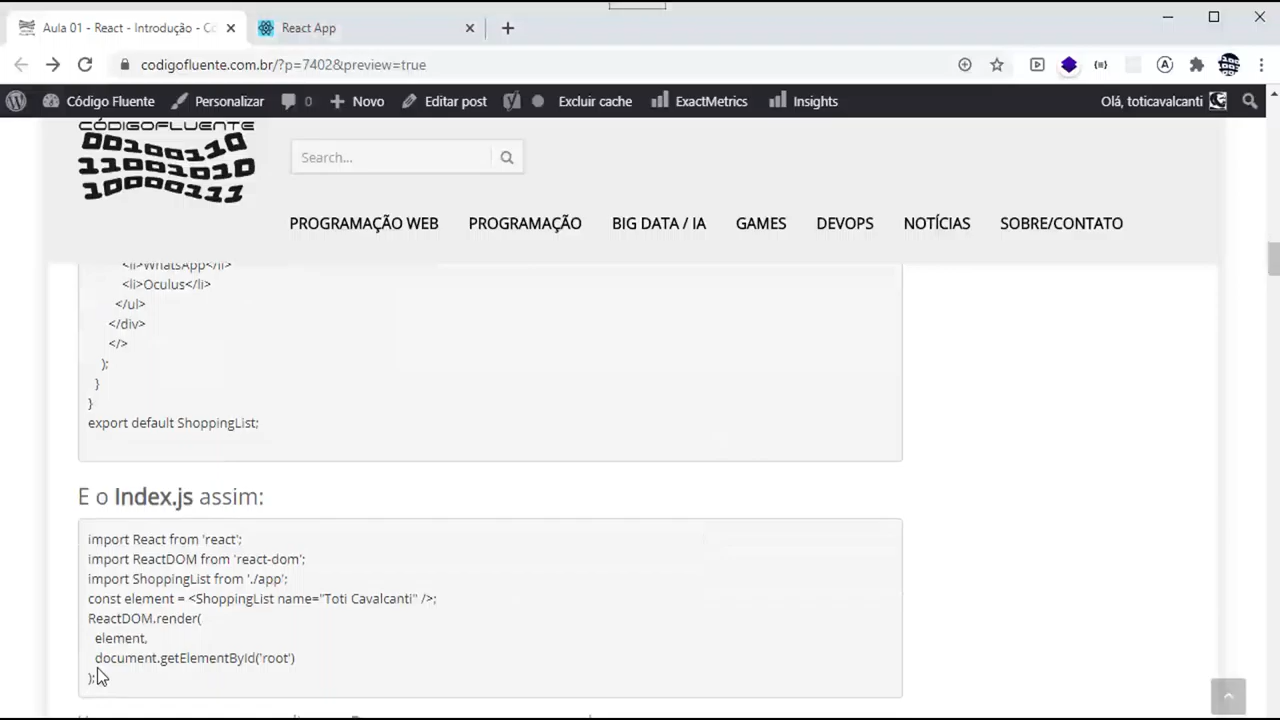 Aula 01 - React - Introdução - Co
React App
codigofluente.com.br/?p=7402&preview=true
Código Fluente
Personalizar
0
Novo
Editar post
Excluir cache
ExactMetrics
Insights
Olá, toticavalcanti
CÓDIGOFLUENTE
00100110
11001010
10000111
Search...
PROGRAMAÇÃO WEB
PROGRAMAÇÃO
BIG DATA / IA
GAMES
DEVOPS
NOTÍCIAS
SOBRE/CONTATO
<li>WhatsApp</li>
<li>Oculus</li>
</ul>
</div>
</>
);
}
}
export default ShoppingList;
E o Index.js assim:
import React from 'react';
import ReactDOM from 'react-dom';
import ShoppingList from './app';
const element = <ShoppingList name="Toti Cavalcanti" />;
ReactDOM.render(
element,
document.getElementById('root')
);